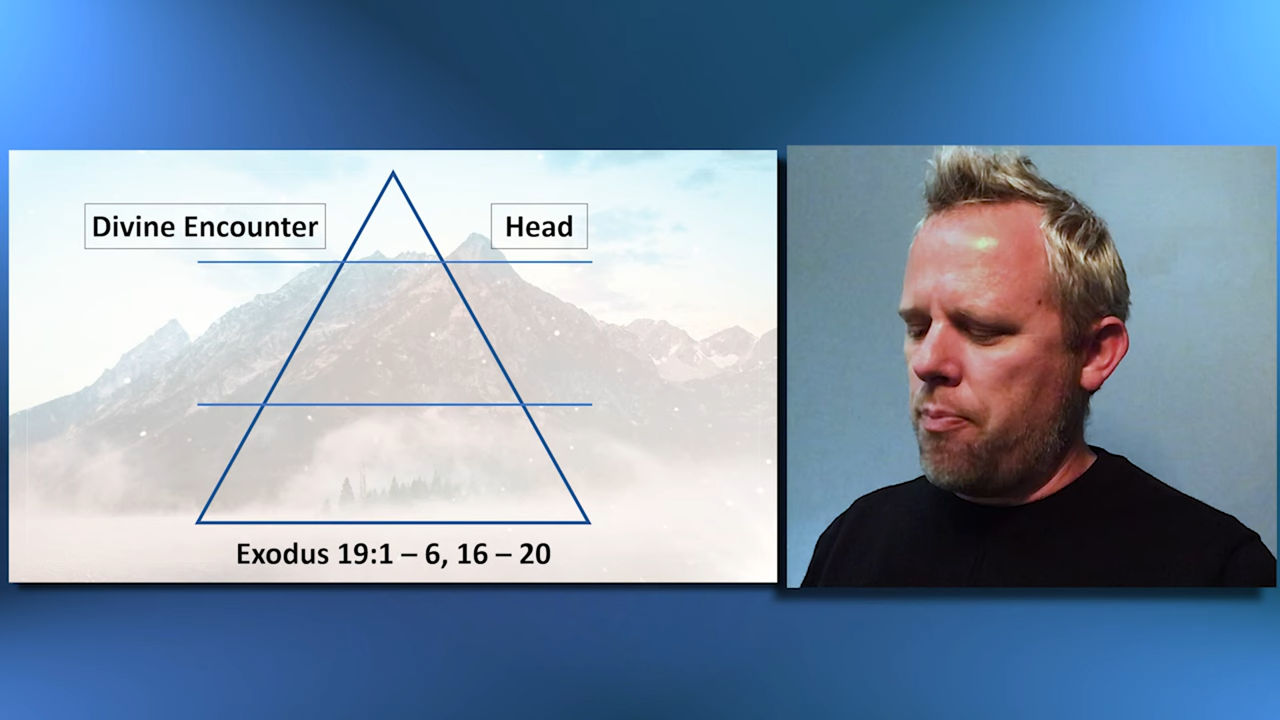 Divine Encounter
Head
Exodus 19:1 – 6, 16 – 20